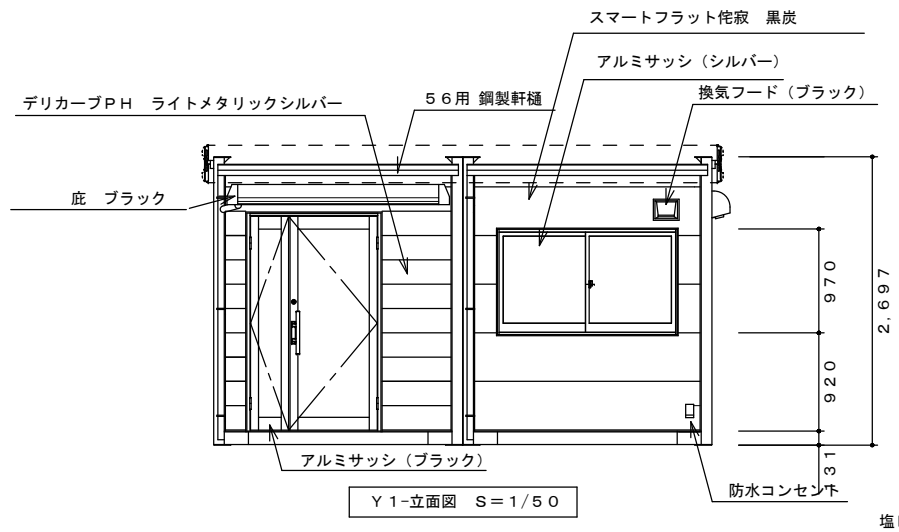 スマートフラット侘寂　黒炭
アルミサッシ（シルバー）
換気フード（ブラック）
デリカーブＰＨ　ライトメタリックシルバー
５６用 鋼製軒樋
庇　ブラック
９７０
２,６９７
９２０
１３１
アルミサッシ（ブラック）
防水コンセント
Ｙ１-立面図　Ｓ＝１/５０